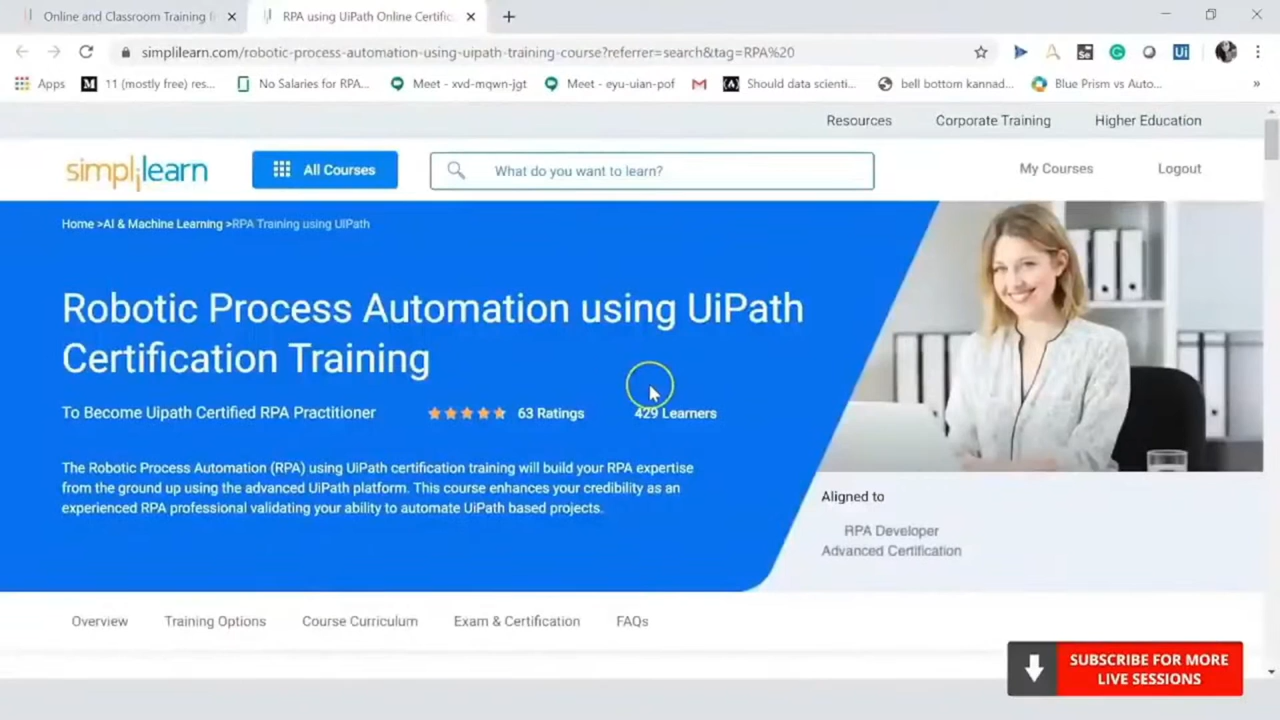 Online and Classroom Training
RPA using UiPath Online Certific
simplilearn.com/robotic-process-automation-using-uipath-training-course?referrer=search&tag=RPA%20
Apps
M 11 (mostly free) res...
No Salaries for RPA...
Meet - xvd-mqwn-jgt
Meet - eyu-uian-pof
Should data scienti...
bell bottom kannad...
Blue Prism vs Auto...
»
Resources
Corporate Training
Higher Education
simplilearn
All Courses
What do you want to learn?
My Courses
Logout
Home >AI & Machine Learning >RPA Training using UIPath
Robotic Process Automation using UiPath
Certification Training
To Become Uipath Certified RPA Practitioner
63 Ratings
429 Learners
The Robotic Process Automation (RPA) using UiPath certification training will build your RPA expertise
from the ground up using the advanced UiPath platform. This course enhances your credibility as an
experienced RPA professional validating your ability to automate UiPath based projects.
Aligned to
RPA Developer
Advanced Certification
Overview
Training Options
Course Curriculum
Exam & Certification
FAQs
SUBSCRIBE FOR MORE
LIVE SESSIONS